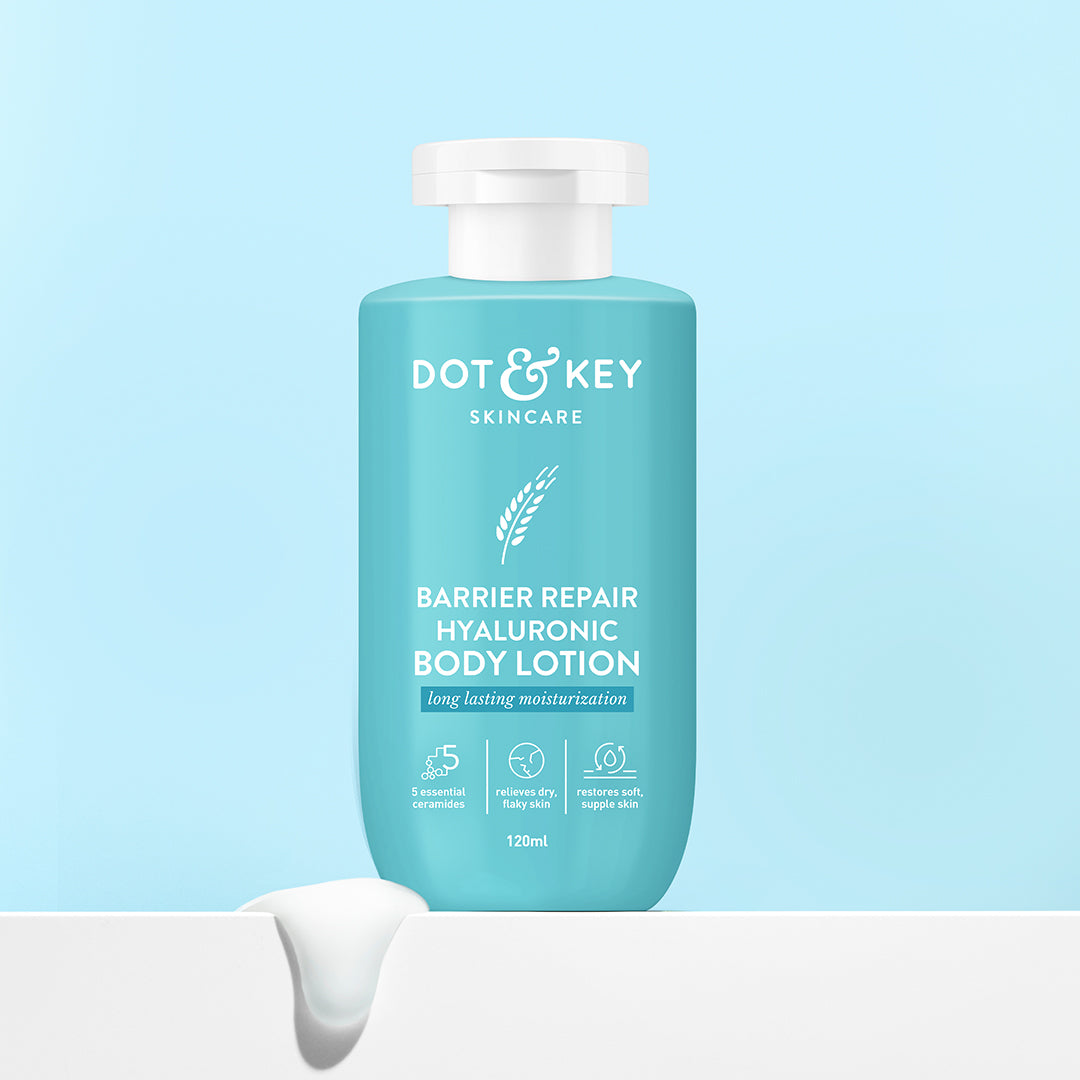 DOT & KEY
SKINCARE
BARRIER REPAIR
HYALURONIC
BODY LOTION
long lasting moisturization
5
5 essential
ceramides
relieves dry,
flaky skin
restores soft,
supple skin
120ml